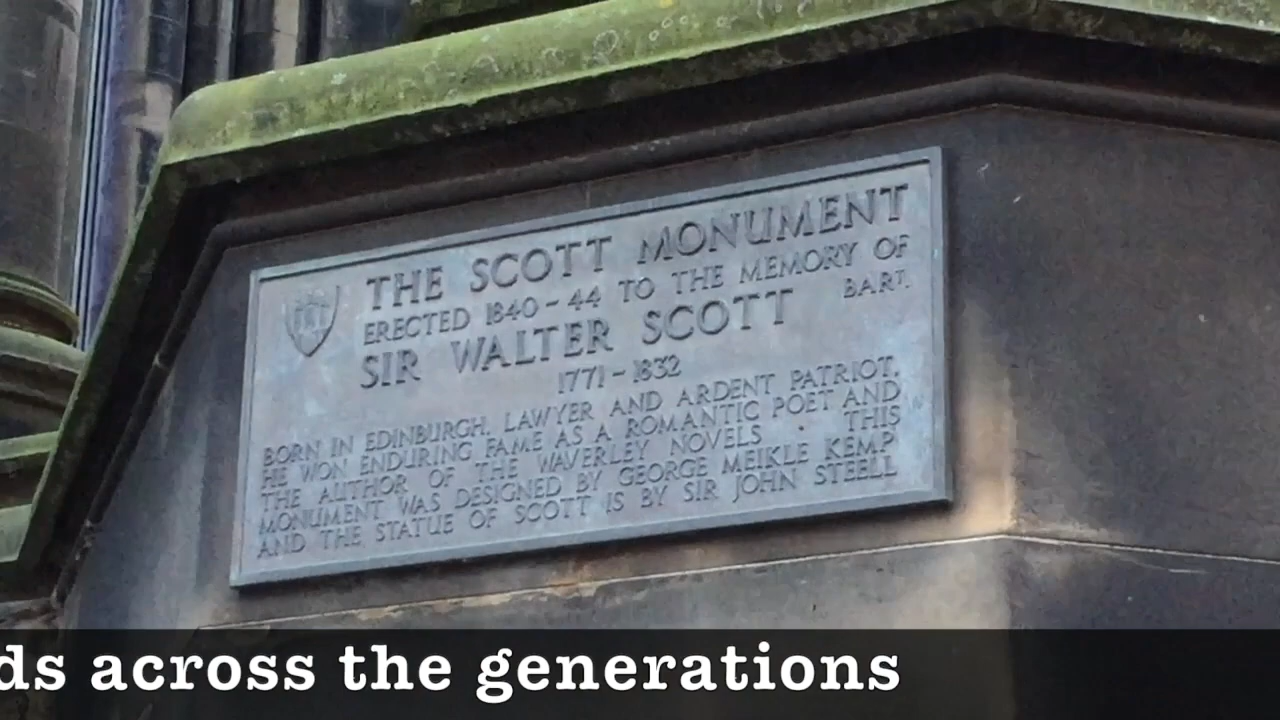 THE SCOTT MONUMENT
ERECTED 1840-44 TO THE MEMORY OF
SIR WALTER SCOTT BART.
1771-1832
BORN IN EDINBURGH, LAWYER AND ARDENT PATRIOT,
HE WON ENDURING FAME AS A ROMANTIC POET AND
THE AUTHOR OF THE WAVERLEY NOVELS. THIS
MONUMENT WAS DESIGNED BY GEORGE MEIKLE KEMP
AND THE STATUE OF SCOTT IS BY SIR JOHN STEELL
ds across the generations